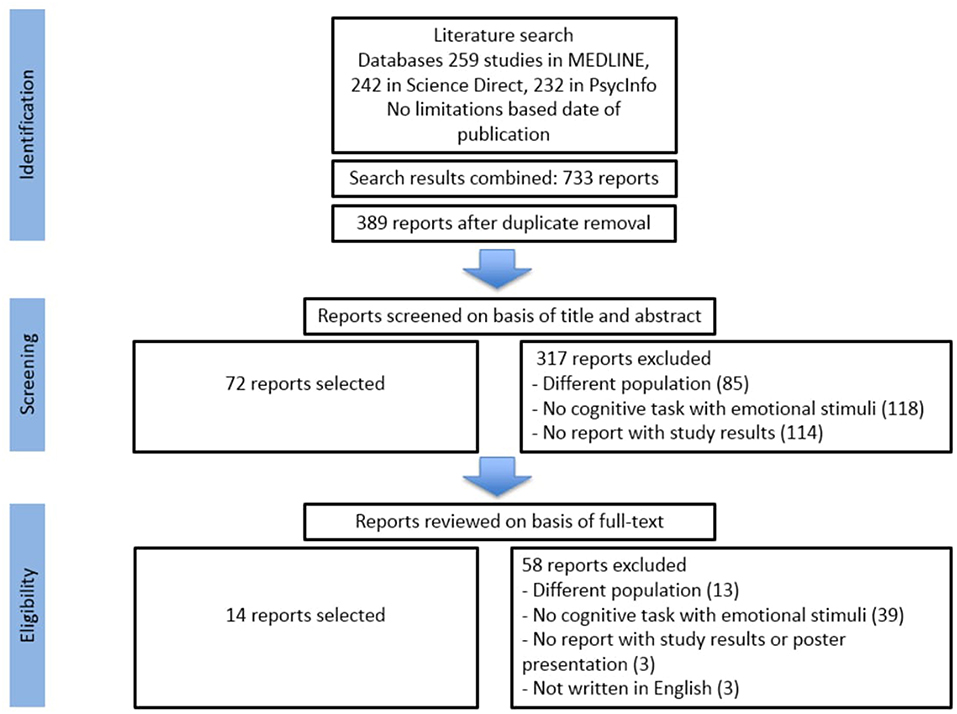 Identification
Literature search
Databases 259 studies in MEDLINE,
242 in Science Direct, 232 in PsycInfo
No limitations based date of
publication
Search results combined: 733 reports
389 reports after duplicate removal
Screening
Reports screened on basis of title and abstract
72 reports selected
317 reports excluded
- Different population (85)
- No cognitive task with emotional stimuli (118)
- No report with study results (114)
Eligibility
Reports reviewed on basis of full-text
14 reports selected
58 reports excluded
- Different population (13)
- No cognitive task with emotional stimuli (39)
- No report with study results or poster
presentation (3)
- Not written in English (3)